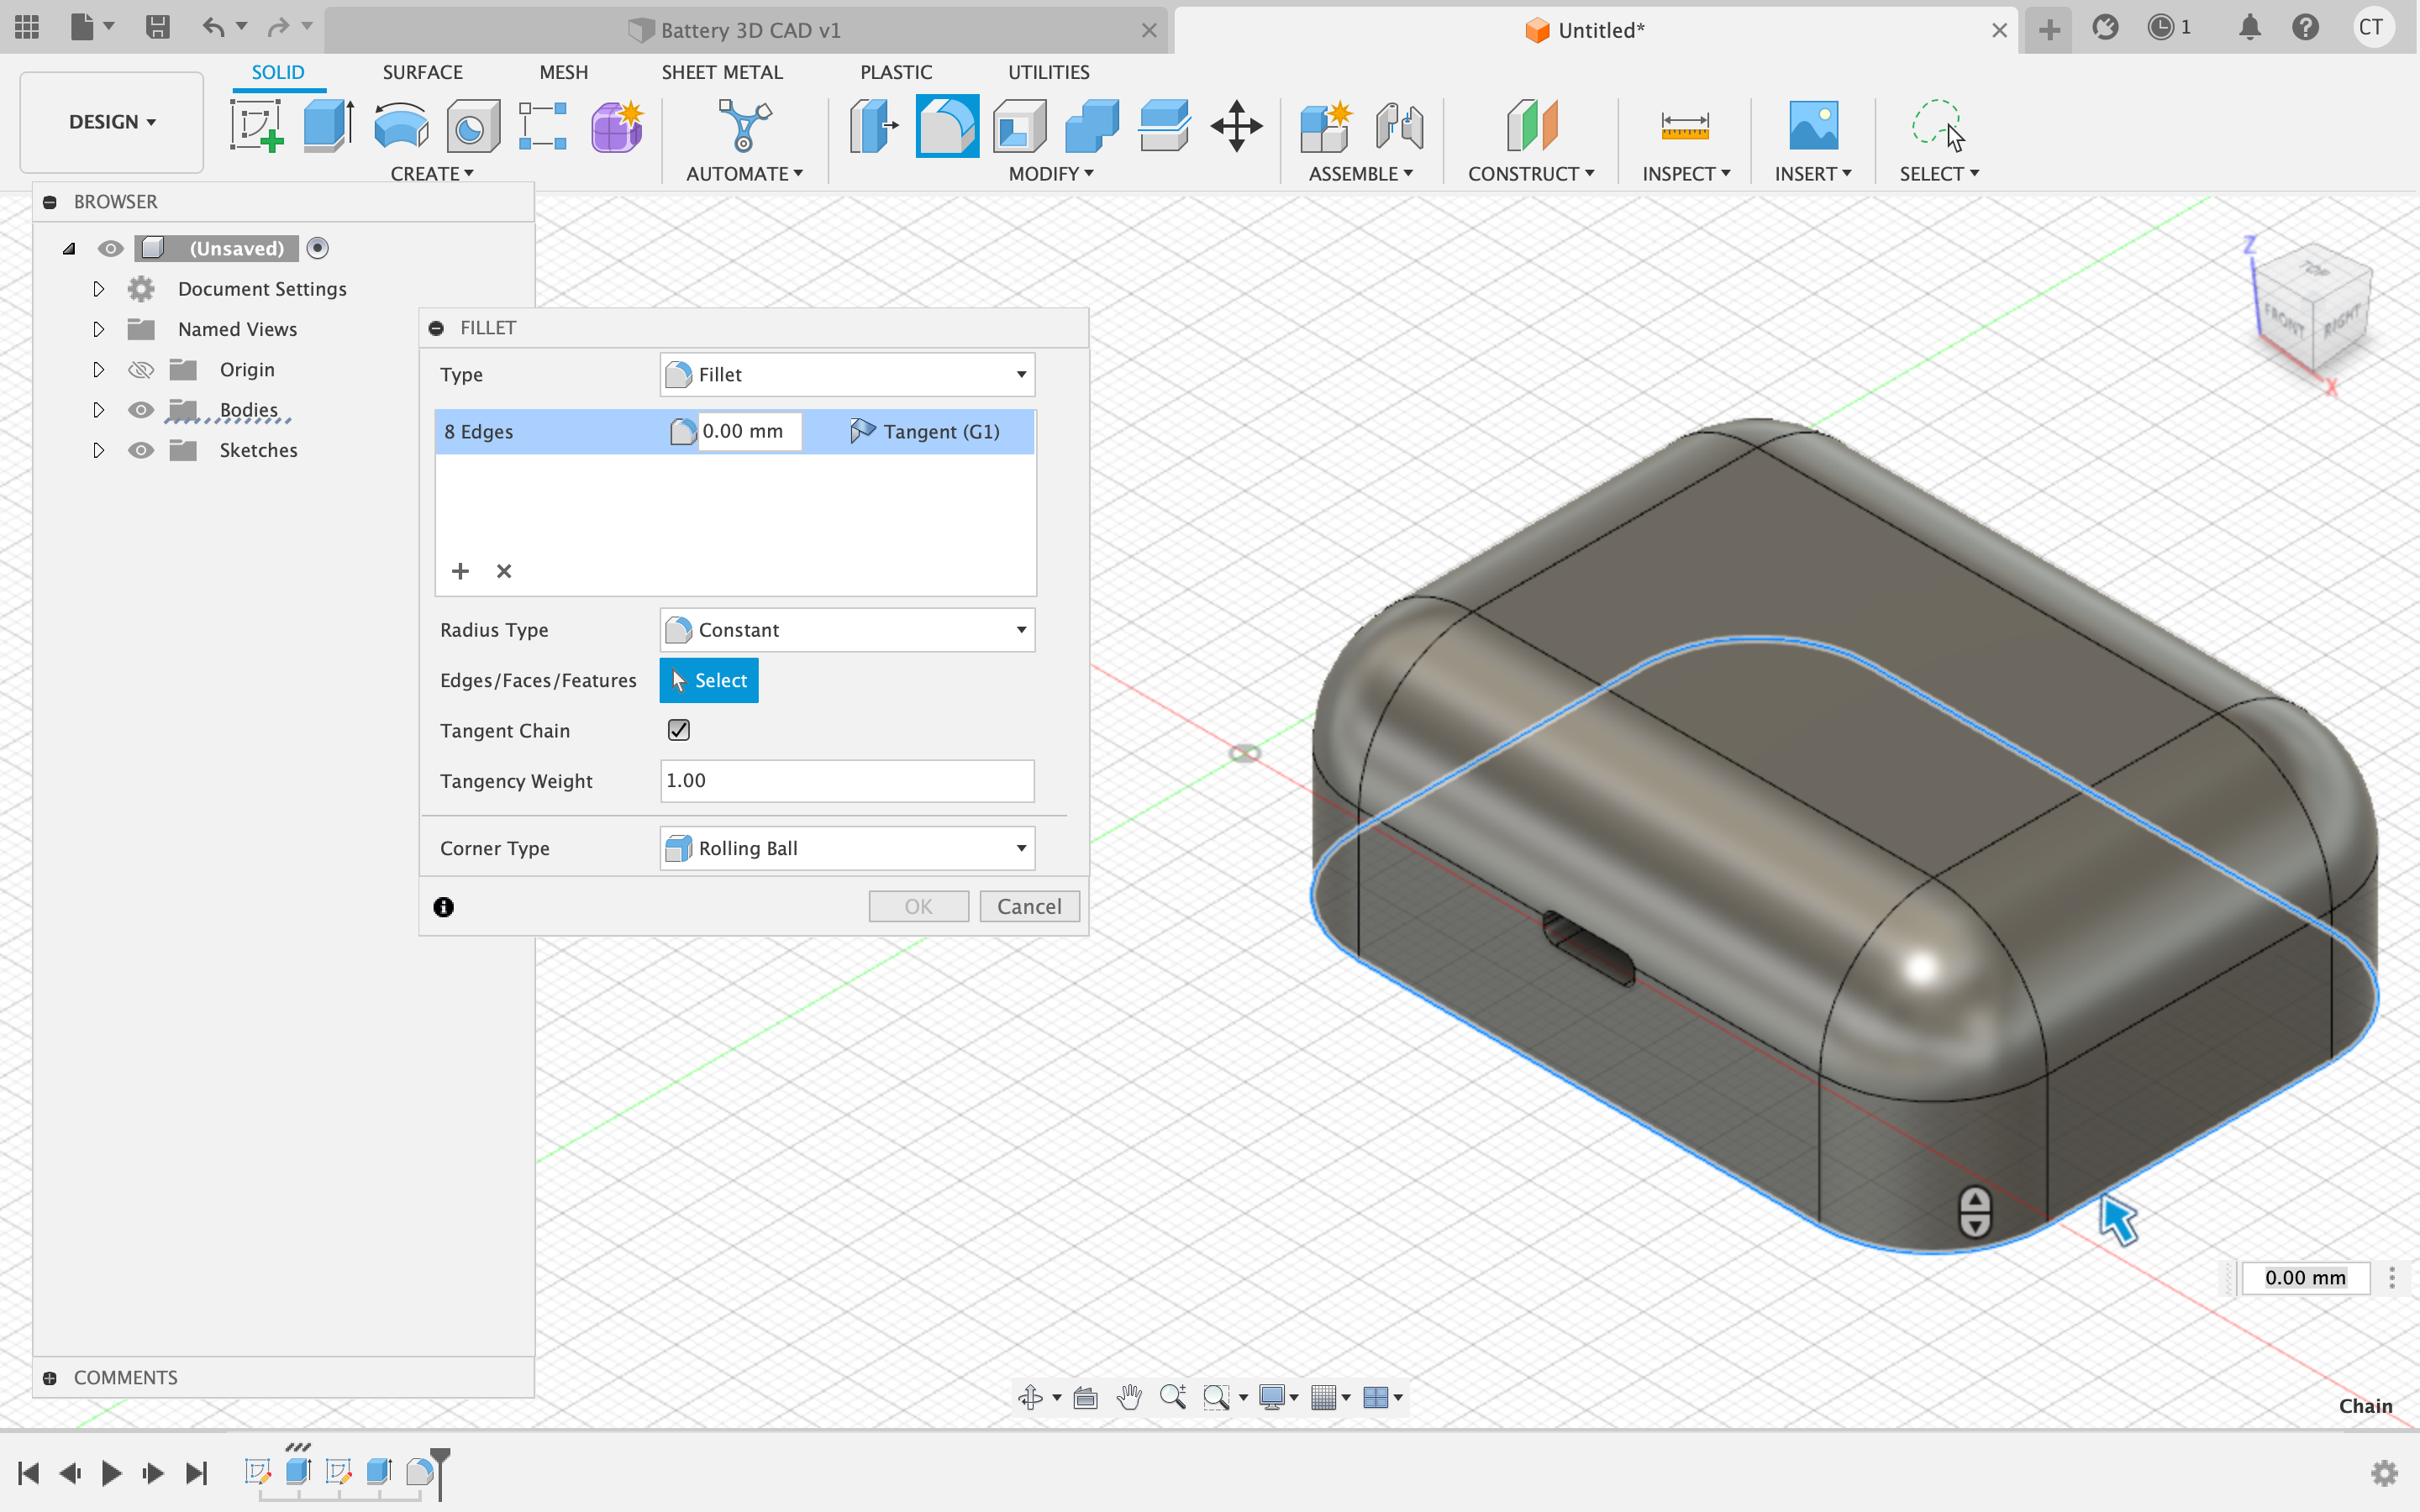 Battery 3D CAD v1
Untitled*
1
CT
DESIGN
SOLID
SURFACE
MESH
SHEET METAL
PLASTIC
UTILITIES
CREATE
AUTOMATE
MODIFY
ASSEMBLE
CONSTRUCT
INSPECT
INSERT
SELECT
BROWSER
(Unsaved)
Document Settings
Named Views
Origin
Bodies
Sketches
FILLET
Type
Fillet
8 Edges
0.00 mm
Tangent (G1)
Radius Type
Constant
Edges/Faces/Features
Select
Tangent Chain
Tangency Weight
1.00
Corner Type
Rolling Ball
OK
Cancel
Z
TOP
FRONT
RIGHT
X
0.00 mm
COMMENTS
Chain